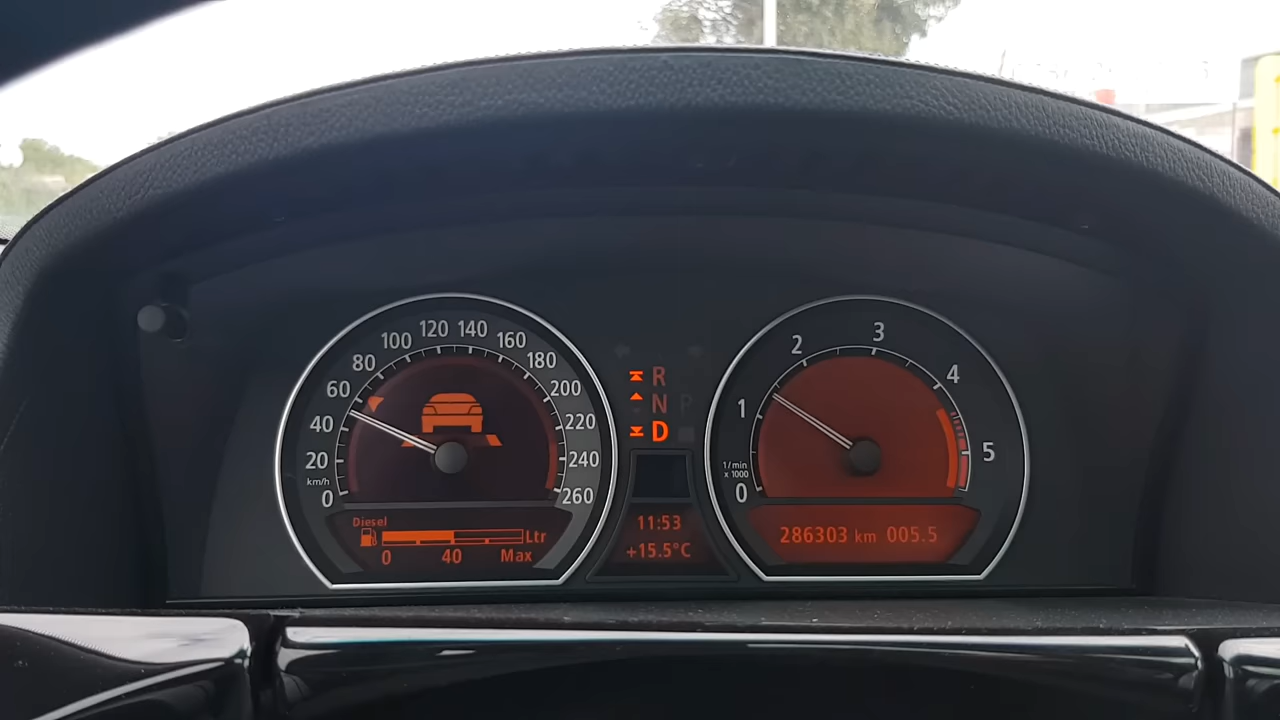 0 20 40 60 80 100 120 140 160 180 200 220 240 260
km/h
Diesel
Ltr
0 40 Max
R
N P
D
11:53
+15.5°C
0 1 2 3 4 5
1/min
x 1000
286303 km 005.5